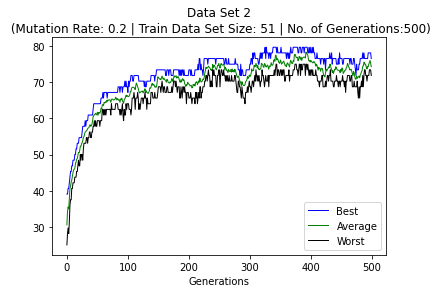 Data Set 2
(Mutation Rate: 0.2 | Train Data Set Size: 51 | No. of Generations:500)
80
70
60
50
40
30
Best
Average
Worst
0
100
200
300
400
500
Generations